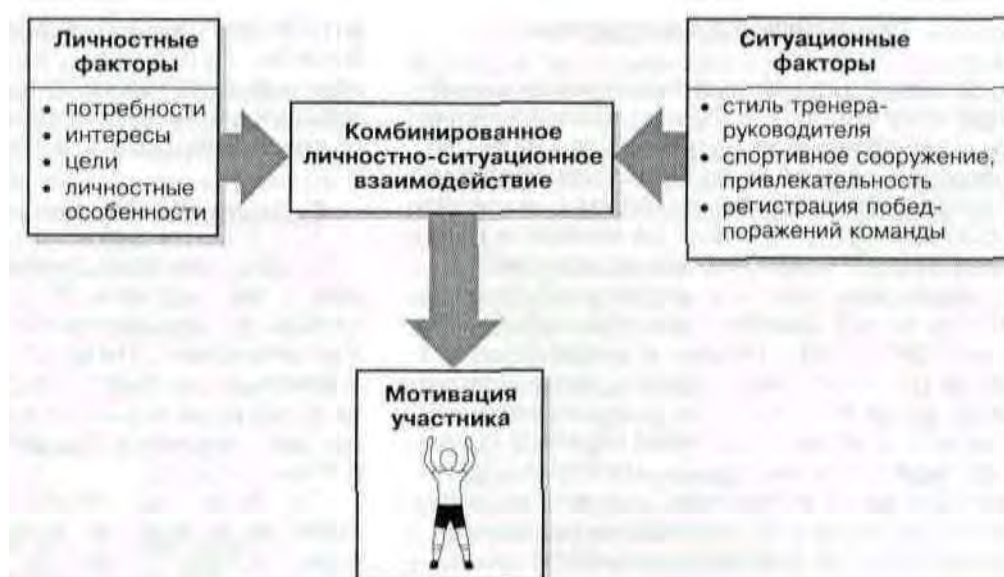 Личностные
факторы
• потребности
• интересы
• цели
• личностные
особенности
Комбинированное
личностно-ситуационное
взаимодействие
Ситуационные
факторы
• стиль тренера-
руководителя
• спортивное сооружение,
привлекательность
• регистрация побед-
поражений команды
Мотивация
участника